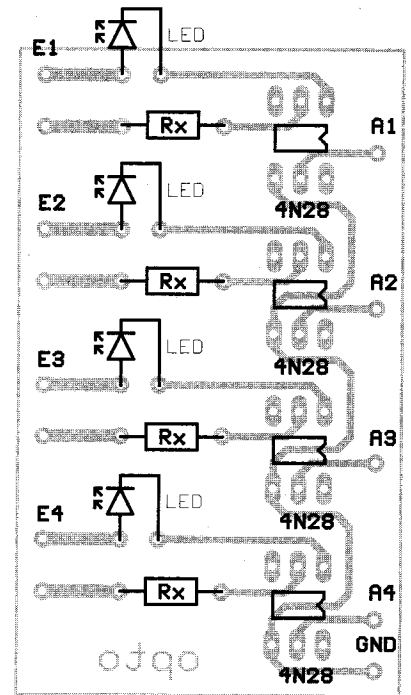 LED
E1
A1
Rx
LED
E2
4N28
A2
Rx
LED
E3
4N28
A3
Rx
LED
E4
4N28
A4
Rx
GND
opto
4N28